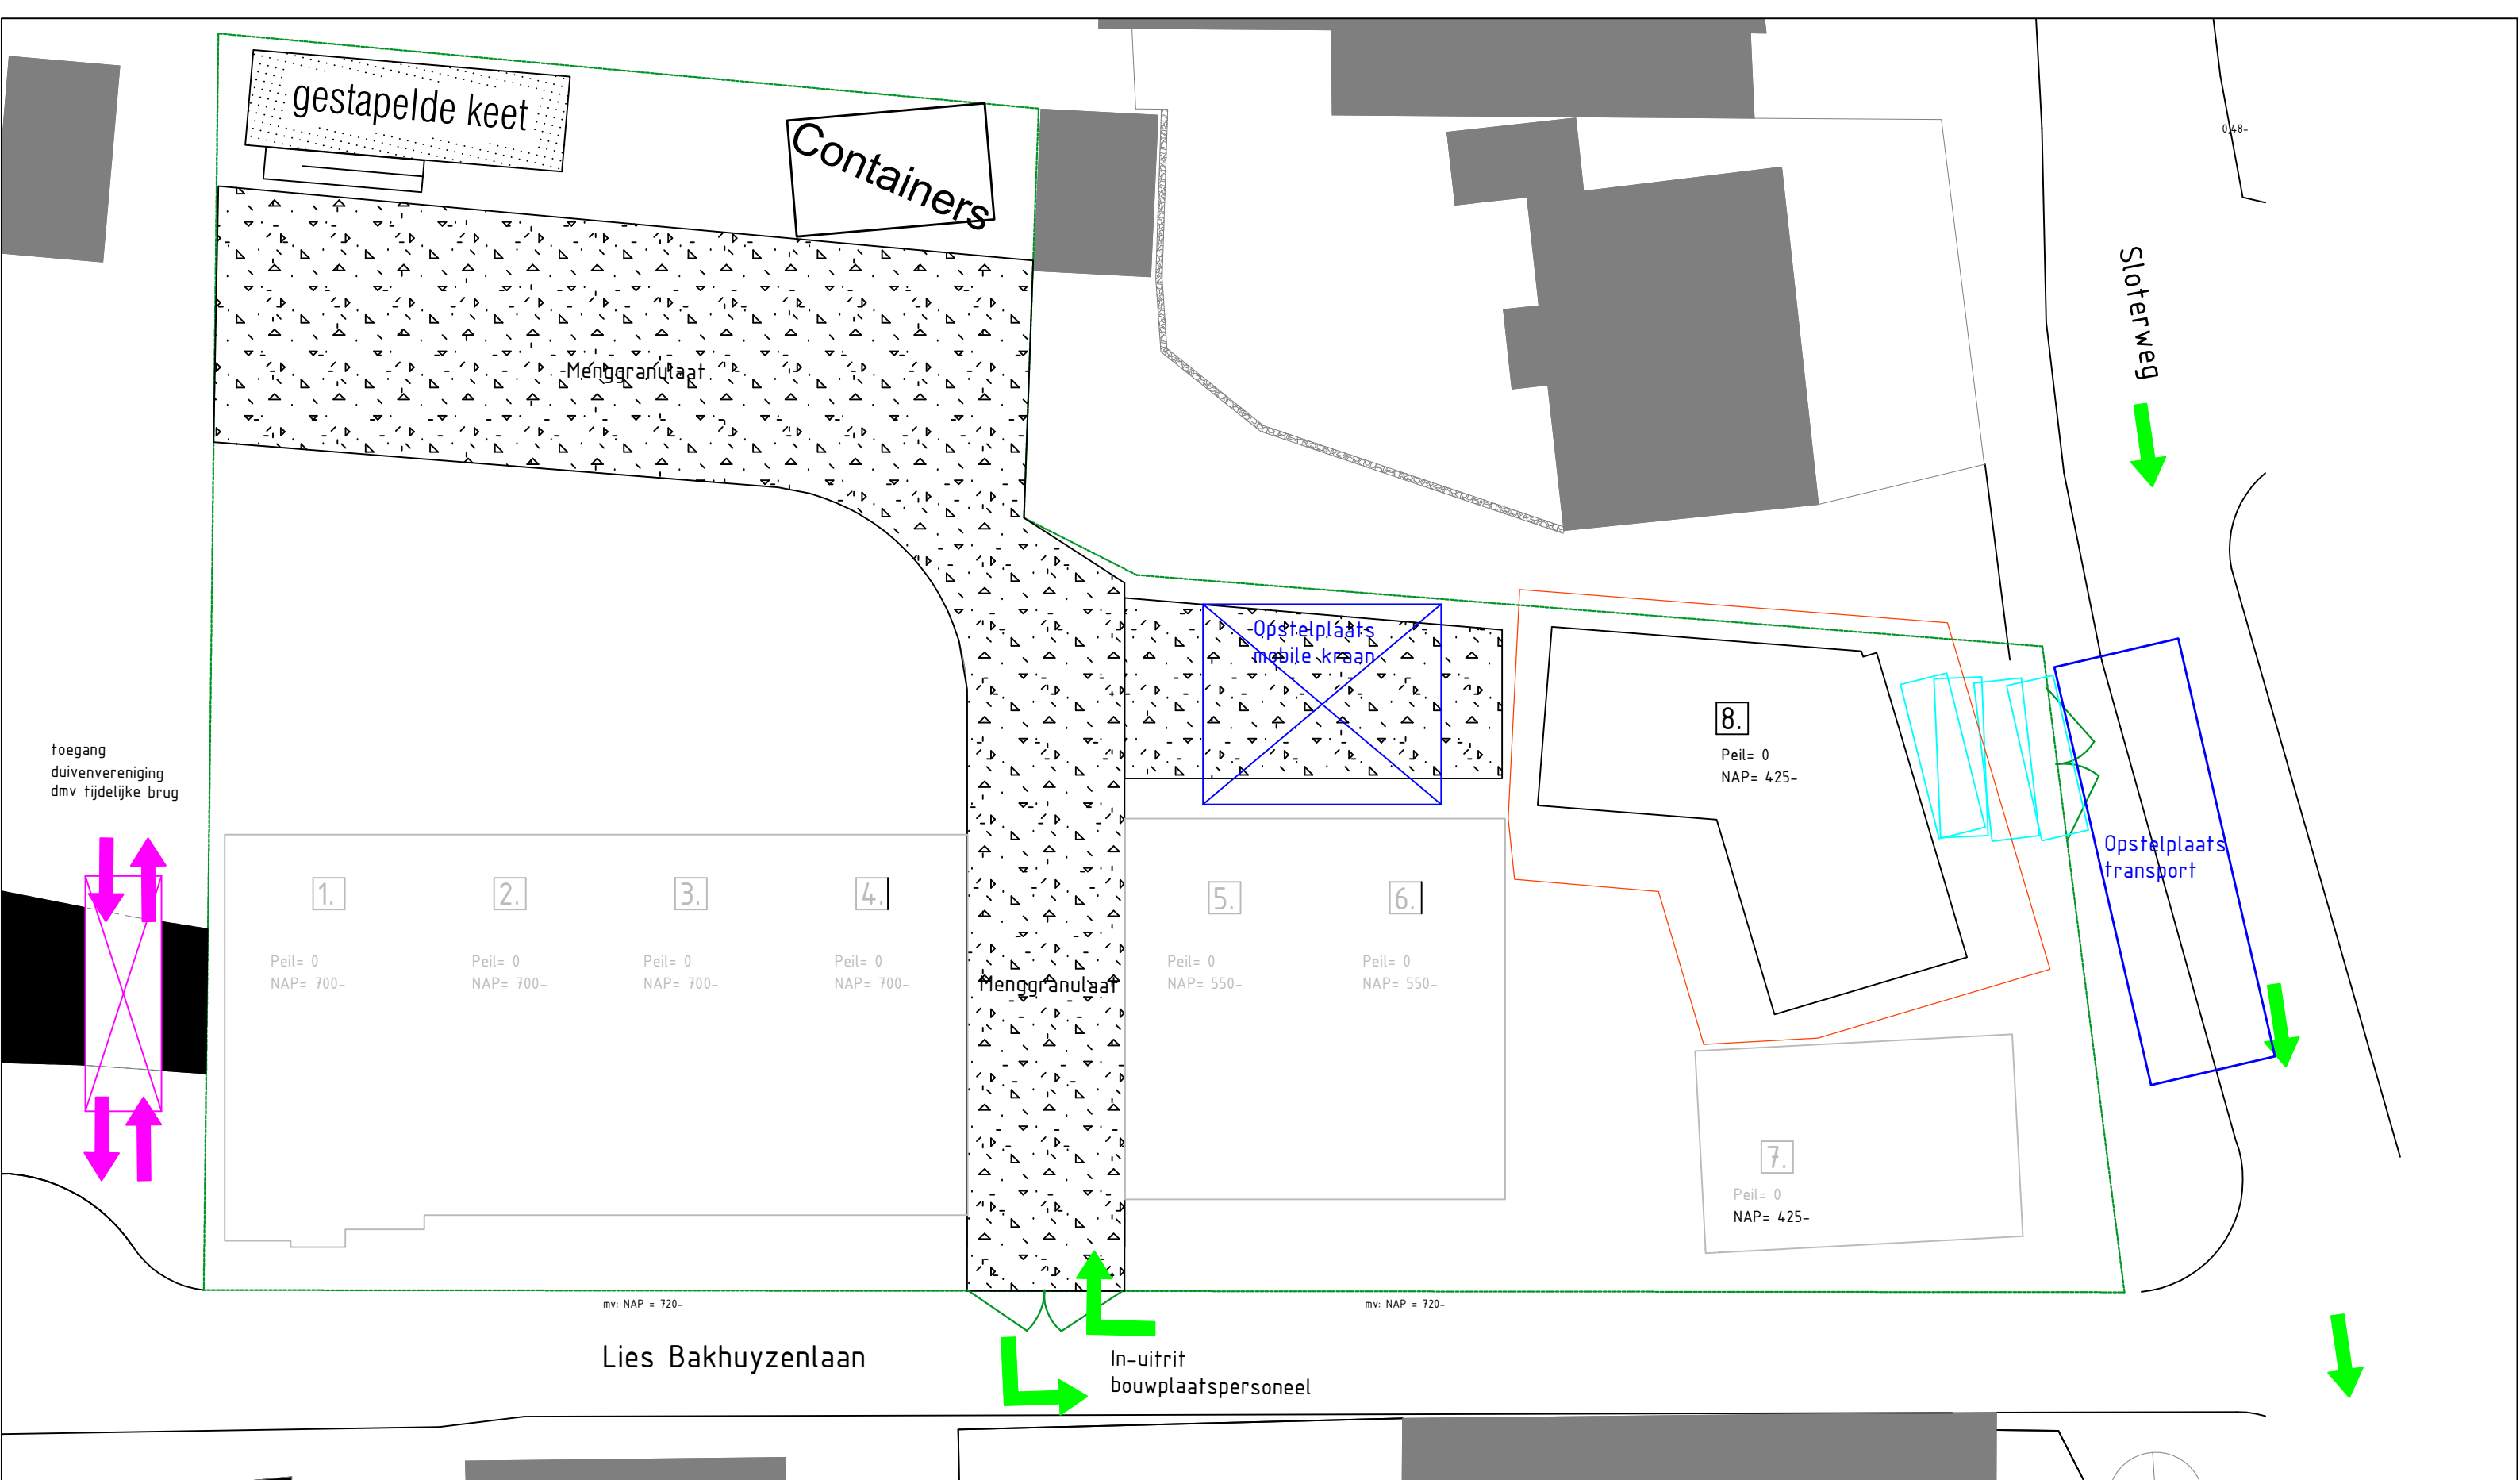 gestapelde keet
Containers
0,48-
Sloterweg
Menggranulaat
Opstelplaats
mobile kraan
8.
Peil= 0
NAP= 425-
toegang
duivenvereniging
dmv tijdelijke brug
Opstelplaats
transport
1.
Peil= 0
NAP= 700-
2.
Peil= 0
NAP= 700-
3.
Peil= 0
NAP= 700-
4.
Peil= 0
NAP= 700-
Menggranulaat
5.
Peil= 0
NAP= 550-
6.
Peil= 0
NAP= 550-
7.
Peil= 0
NAP= 425-
mv: NAP = 720-
mv: NAP = 720-
Lies Bakhuyzenlaan
In-uitrit
bouwplaatspersoneel